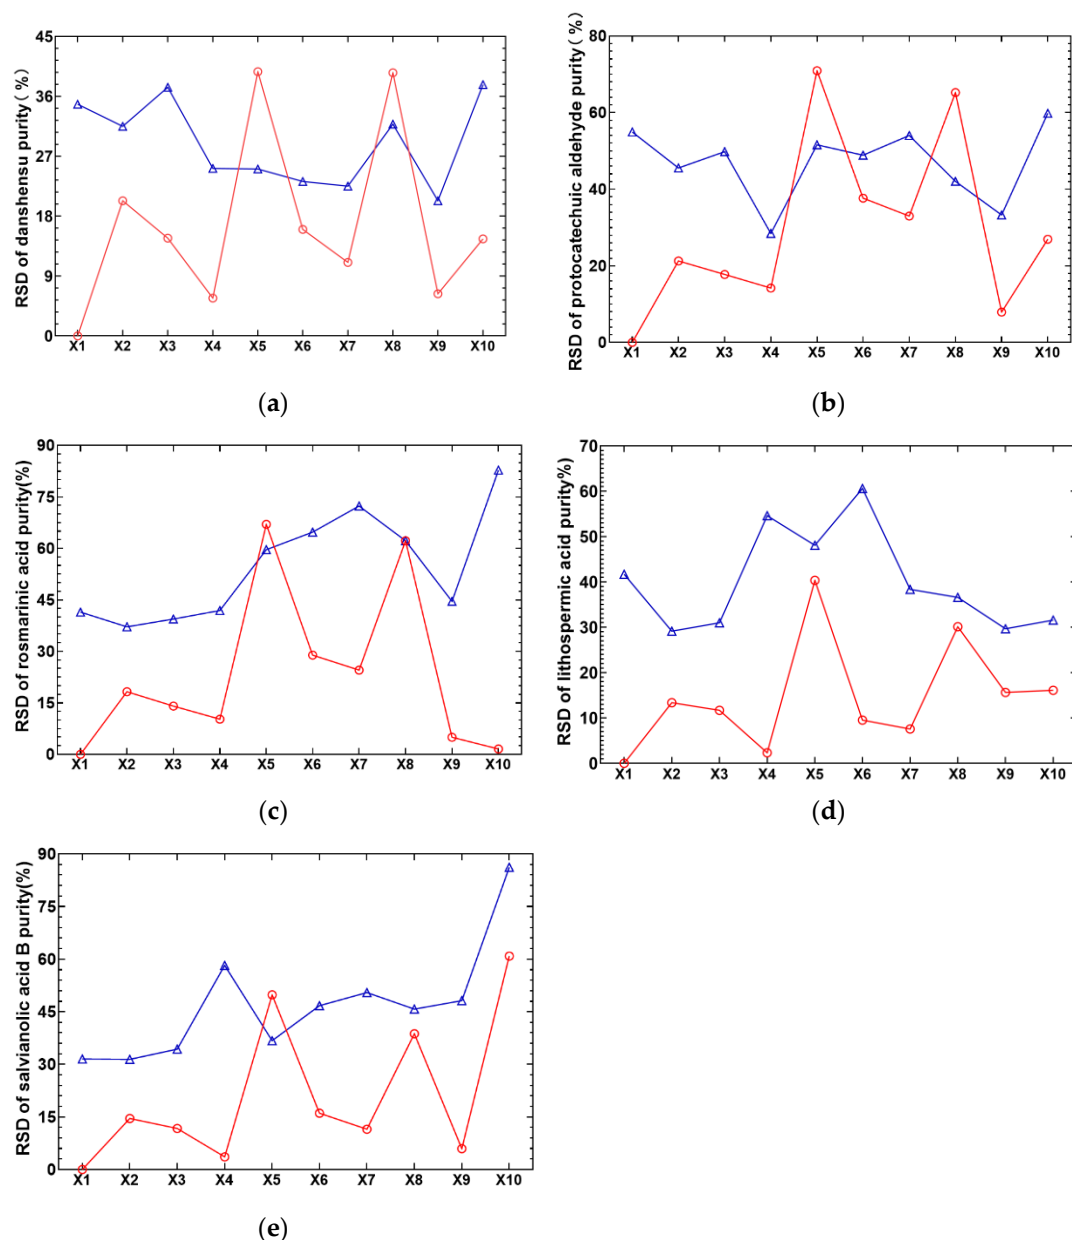 RSD of danshensu purity（%）
45
36
27
18
9
0
X1 X2 X3 X4 X5 X6 X7 X8 X9 X10
(a)
RSD of protocatechuic aldehyde purity（%）
80
60
40
20
0
X1 X2 X3 X4 X5 X6 X7 X8 X9 X10
(b)
RSD of rosmarinic acid purity(%)
90
75
60
45
30
15
0
X1 X2 X3 X4 X5 X6 X7 X8 X9 X10
(c)
RSD of lithospermic acid purity%)
70
60
50
40
30
20
10
0
X1 X2 X3 X4 X5 X6 X7 X8 X9 X10
(d)
RSD of salvianolic acid B purity(%)
90
75
60
45
30
15
0
X1 X2 X3 X4 X5 X6 X7 X8 X9 X10
(e)